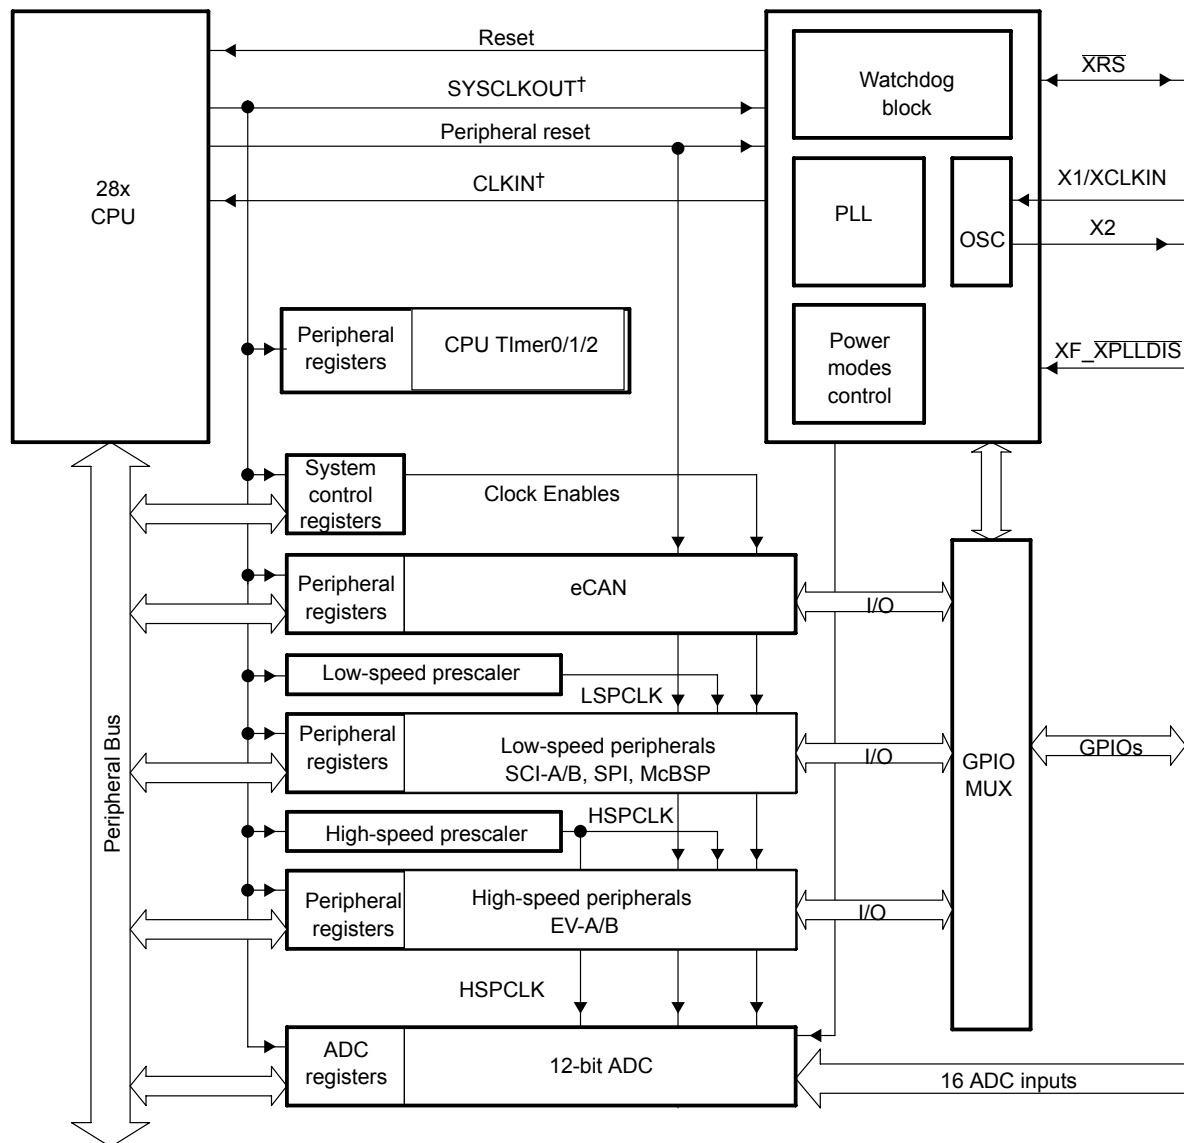 Reset
SYSCLKOUT†
Peripheral reset
CLKIN†
28x
CPU
Watchdog
block
PLL
OSC
Power
modes
control
XRS
X1/XCLKIN
X2
XF_XPLLDIS
Peripheral
registers
CPU TImer0/1/2
System
control
registers
Clock Enables
Peripheral
registers
eCAN
I/O
Low-speed prescaler
LSPCLK
Peripheral
registers
Low-speed peripherals
SCI-A/B, SPI, McBSP
I/O
GPIO
MUX
GPIOs
Peripheral Bus
High-speed prescaler
HSPCLK
Peripheral
registers
High-speed peripherals
EV-A/B
I/O
HSPCLK
ADC
registers
12-bit ADC
16 ADC inputs